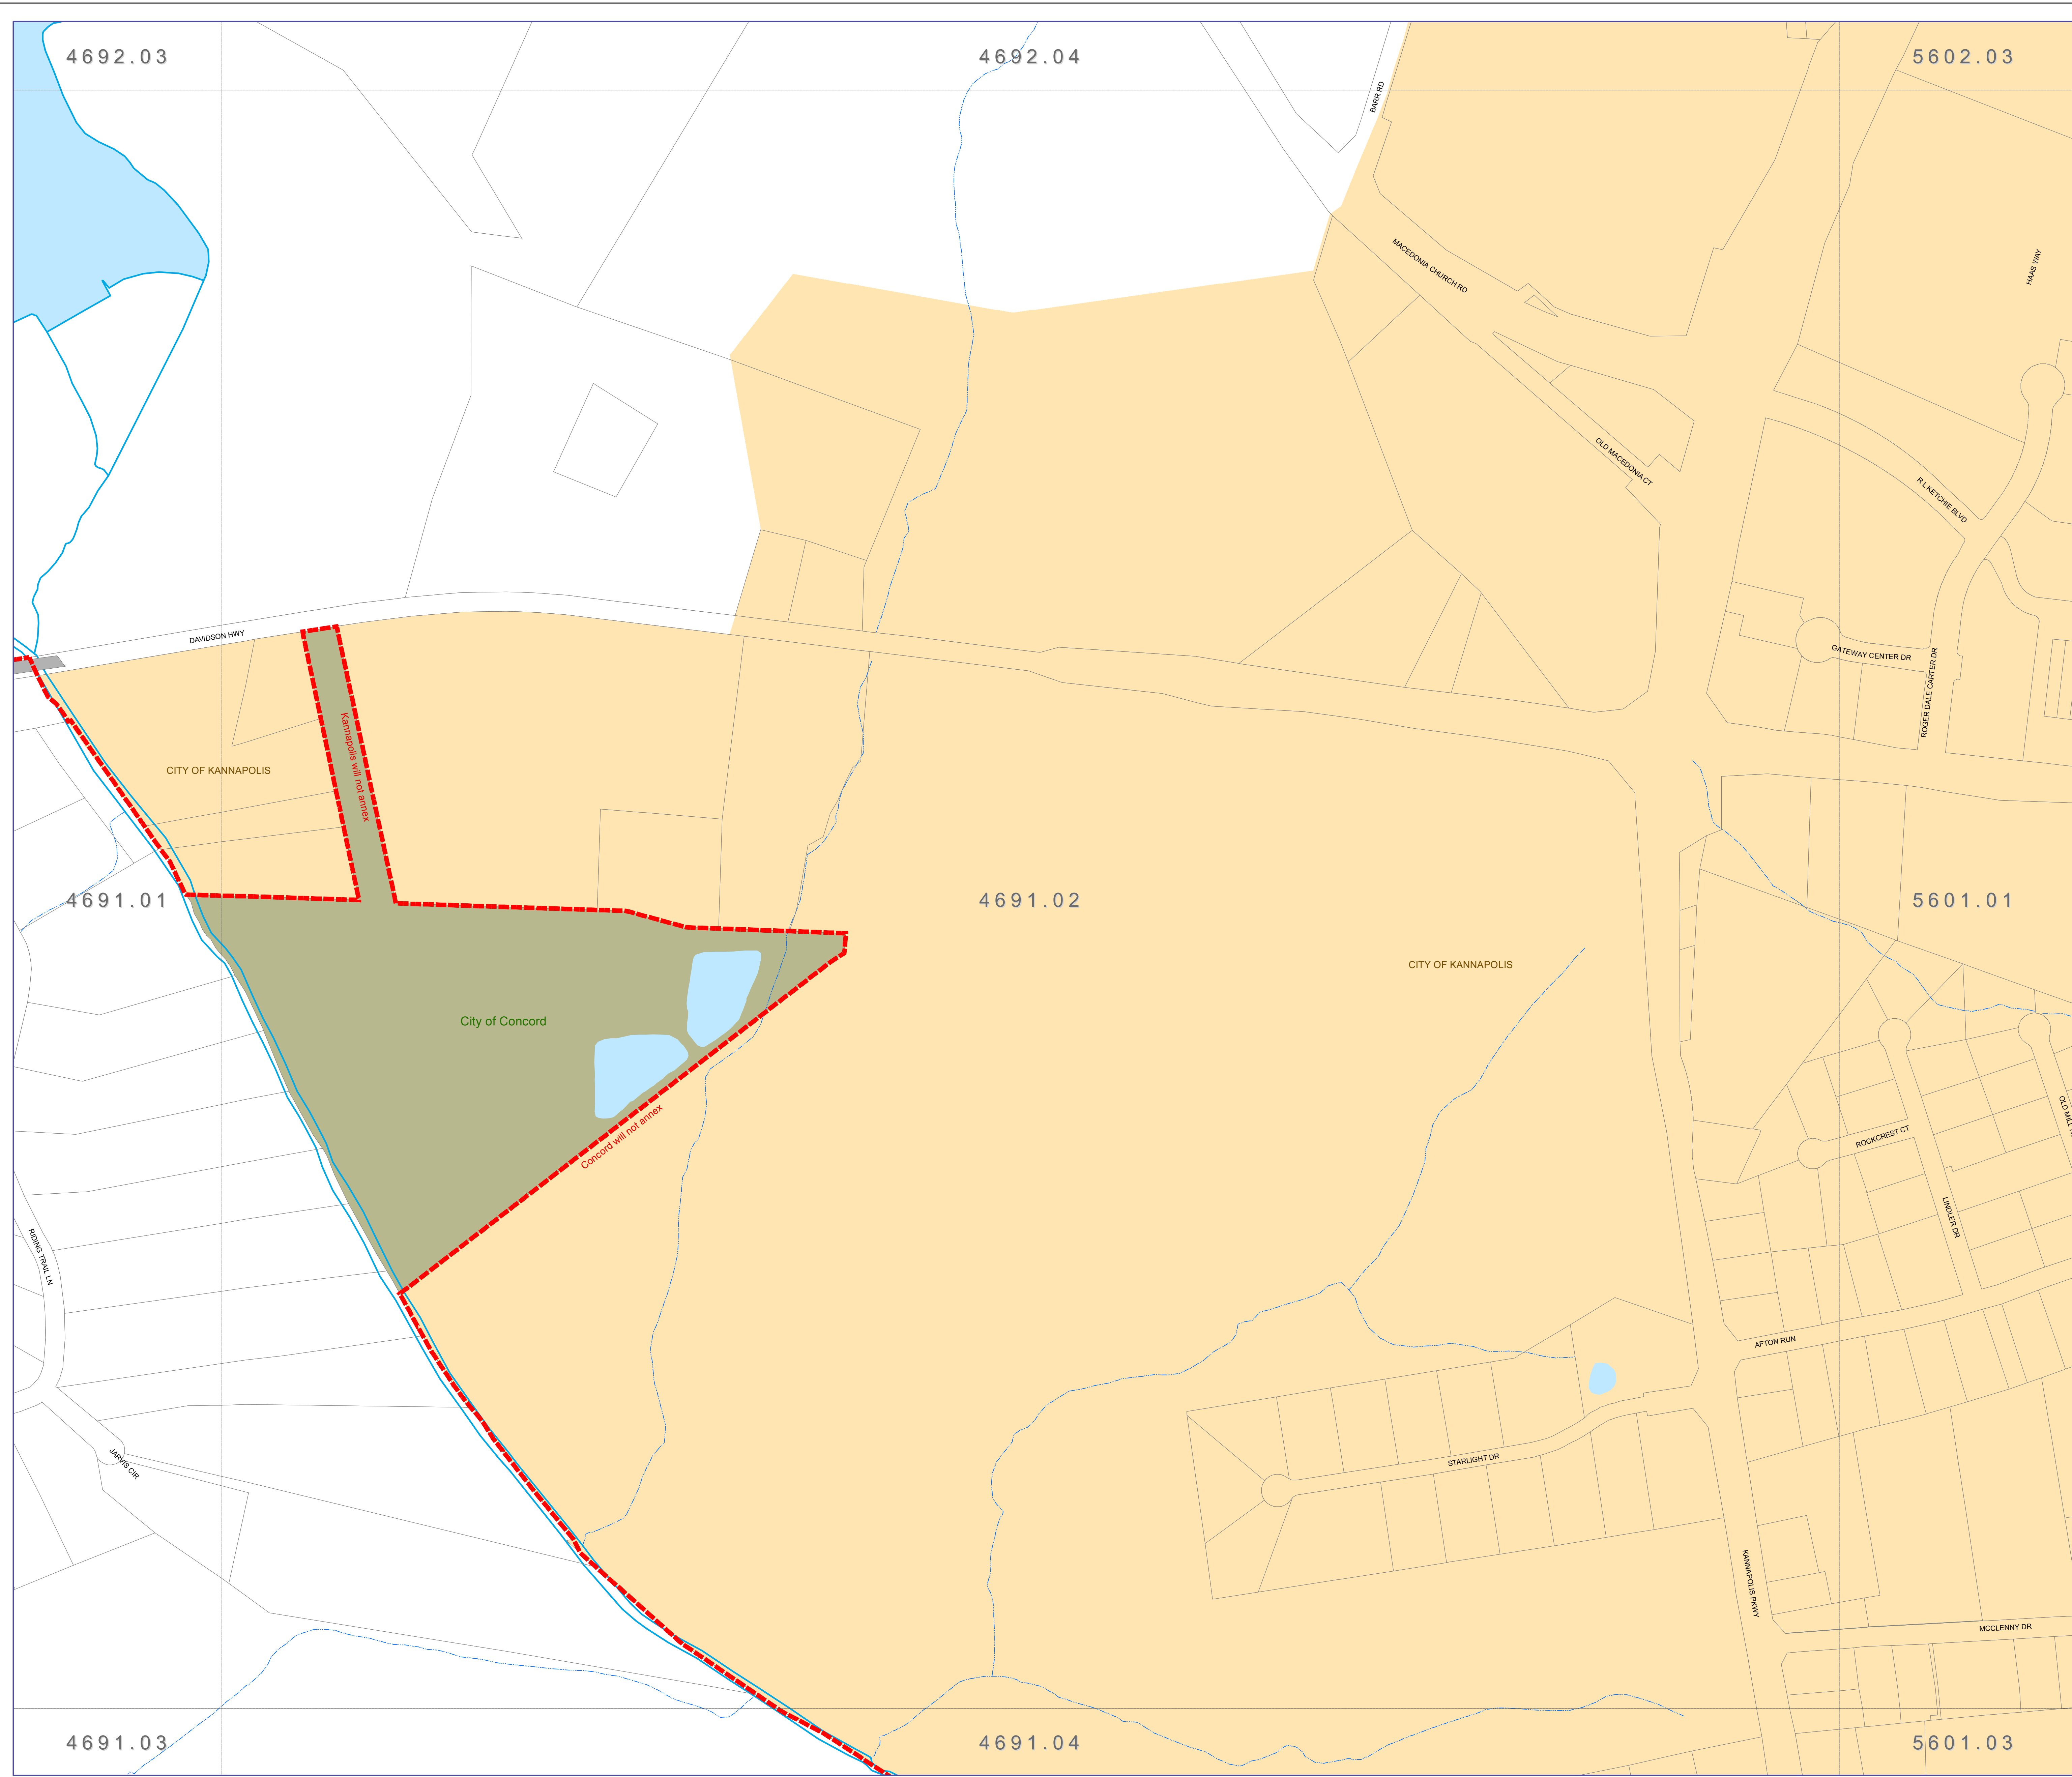 4692.03
4692.04
5602.03
BARR RD
MACEDONIA CHURCH RD
HAAS WAY
OLD MACEDONIA CT
R L KETCHIE BLVD
DAVIDSON HWY
GATEWAY CENTER DR
ROGER DALE CARTER DR
Kannapolis will not annex
CITY OF KANNAPOLIS
4691.01
4691.02
5601.01
CITY OF KANNAPOLIS
City of Concord
Concord will not annex
ROCKCREST CT
LINDLER DR
RIDING TRAIL LN
AFTON RUN
JARVIS CIR
STARLIGHT DR
KANNAPOLIS PKWY
MCCLENNY DR
4691.03
4691.04
5601.03